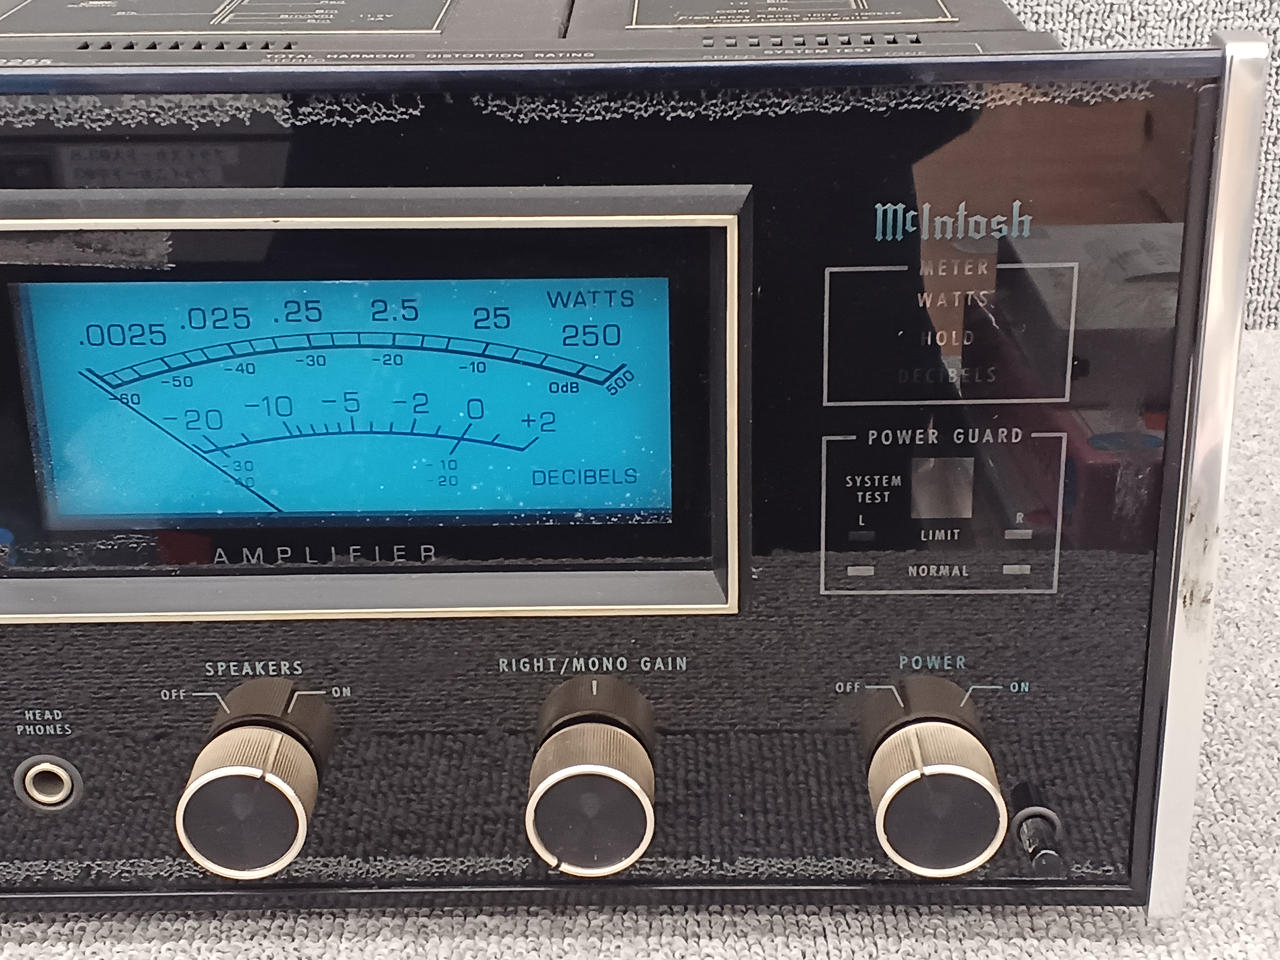 TOTAL HARMONIC DISTORTION RATING
SYSTEM TEST
McIntosh
METER
WATTS
HOLD
DECIBELS
WATTS
.0025 .025 .25 2.5 25 250
500
-60 -50 -40 -30 -20 -10 0dB
-20 -10 -5 -2 0 +2
-30 -10
-40 -20
DECIBELS
AMPLIFIER
POWER GUARD
SYSTEM
TEST
L R
LIMIT
NORMAL
SPEAKERS
OFF ON
RIGHT/MONO GAIN
POWER
OFF ON
HEAD
PHONES